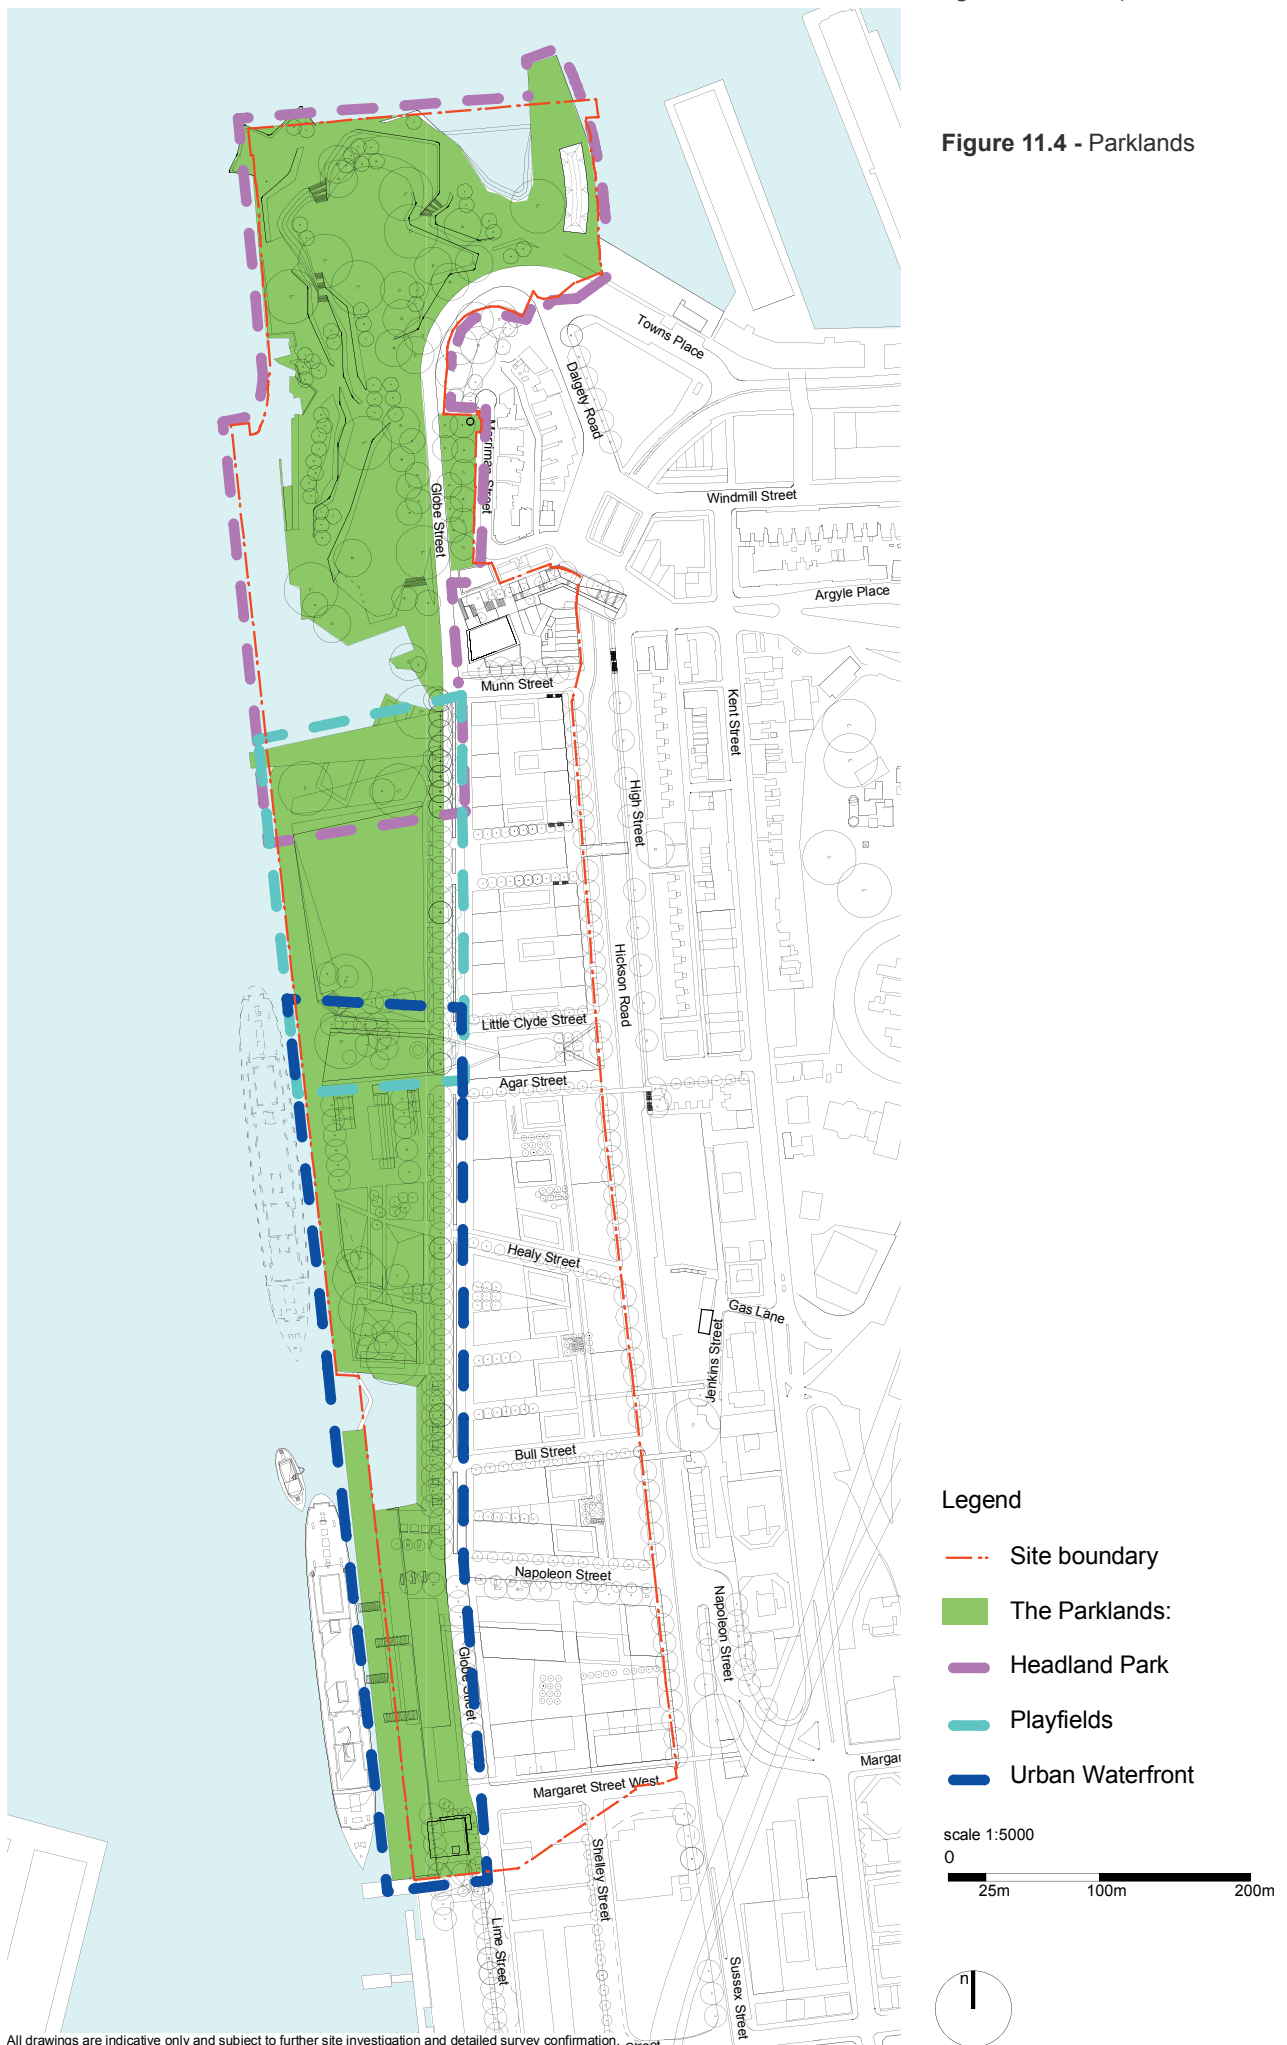 Figure 11.4 - Parklands
Towns Place
Dalgety Road
Merriman Street
Globe Street
Windmill Street
Argyle Place
Munn Street
Kent Street
High Street
Hickson Road
Little Clyde Street
Agar Street
Healy Street
Gas Lane
Jenkins Street
Bull Street
Napoleon Street
Napoleon Street
Globe Street
Margaret Street West
Margar
Shelley Street
Lime Street
Sussex Street
Street
Legend
Site boundary
The Parklands:
Headland Park
Playfields
Urban Waterfront
scale 1:5000
0
25m 100m 200m
n
All drawings are indicative only and subject to further site investigation and detailed survey confirmation.